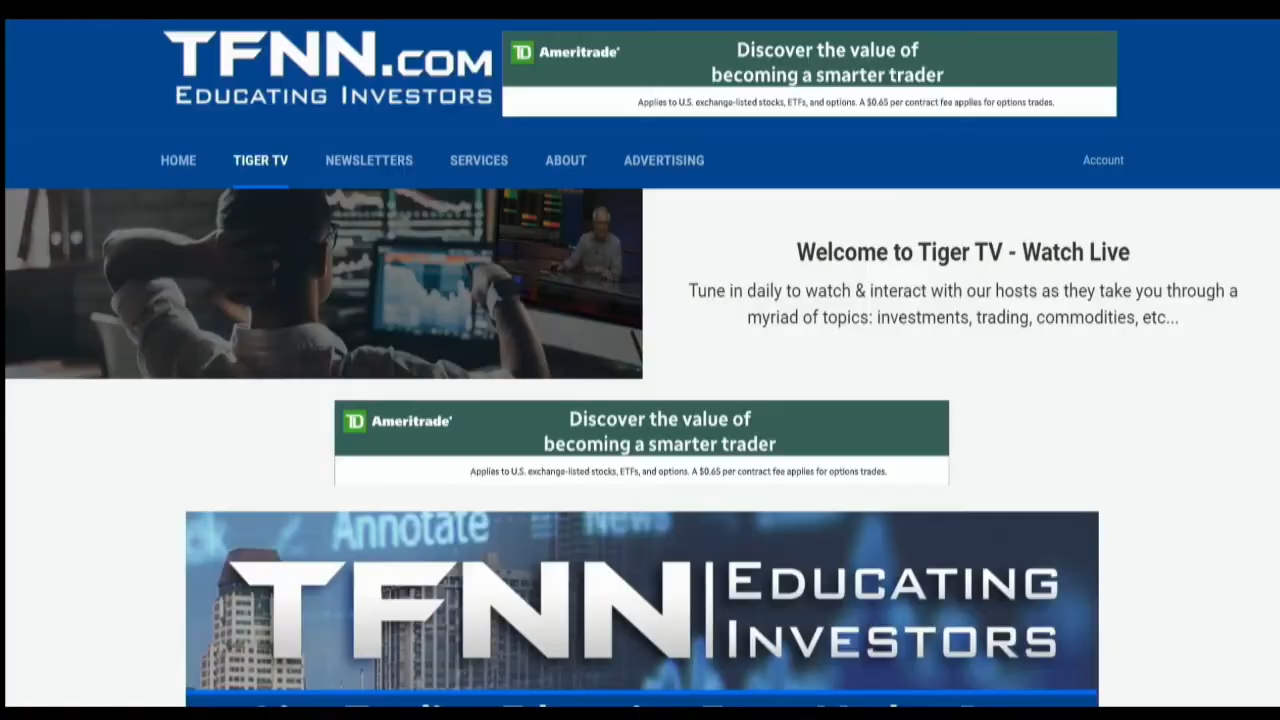 TFNN.COM
EDUCATING INVESTORS
TD Ameritrade
Discover the value of
becoming a smarter trader
Applies to U.S. exchange-listed stocks, ETFs, and options. A $0.65 per contract fee applies for options trades.
HOME TIGER TV NEWSLETTERS SERVICES ABOUT ADVERTISING Account
Welcome to Tiger TV - Watch Live
Tune in daily to watch & interact with our hosts as they take you through a
myriad of topics: investments, trading, commodities, etc...
TD Ameritrade
Discover the value of
becoming a smarter trader
Applies to U.S. exchange-listed stocks, ETFs, and options. A $0.65 per contract fee applies for options trades.
Annotate News
TFNN EDUCATING
INVESTORS